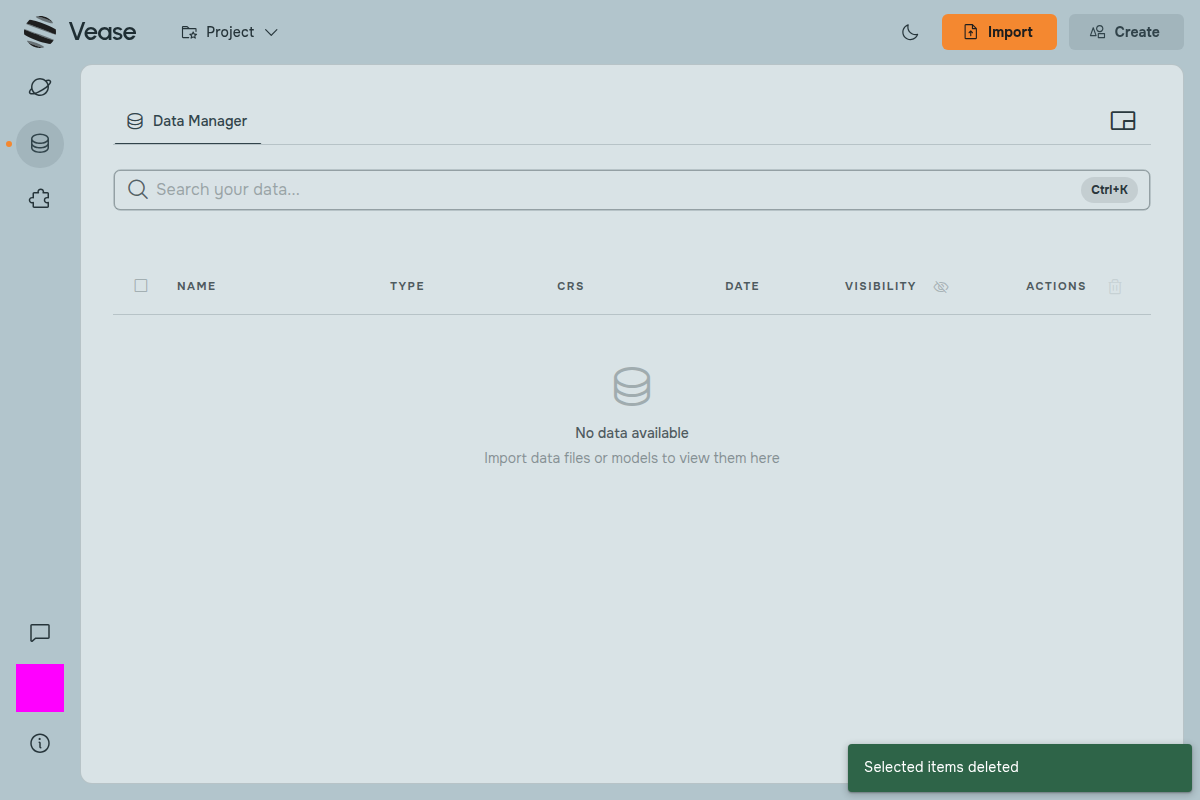 Vease
Project
Import
Create
Data Manager
Search your data...
Ctrl+K
NAME
TYPE
CRS
DATE
VISIBILITY
ACTIONS
No data available
Import data files or models to view them here
Selected items deleted